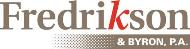 Fredrikson
& BYRON, P.A.